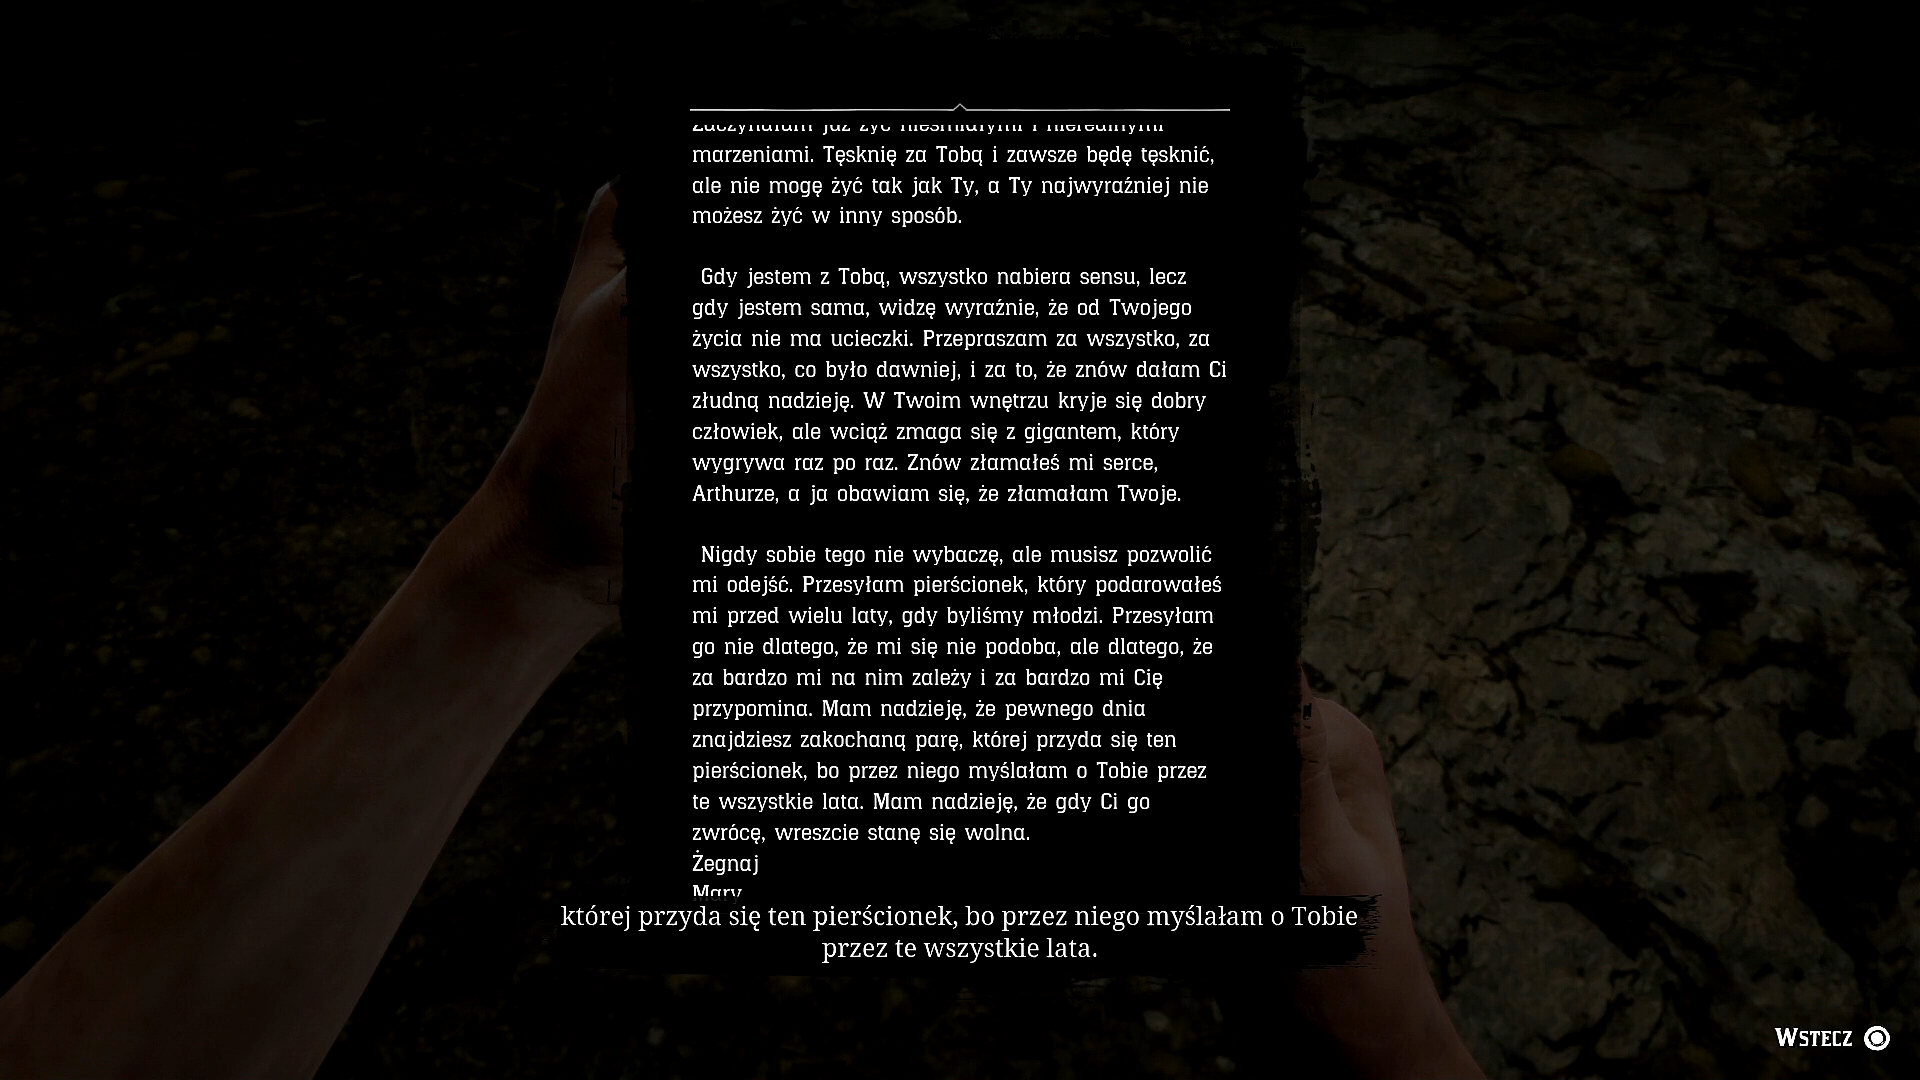 Zaczynałam już żyć nieśmiałymi i nierealnymi
marzeniami. Tęsknię za Tobą i zawsze będę tęsknić,
ale nie mogę żyć tak jak Ty, a Ty najwyraźniej nie
możesz żyć w inny sposób.
Gdy jestem z Tobą, wszystko nabiera sensu, lecz
gdy jestem sama, widzę wyraźnie, że od Twojego
życia nie ma ucieczki. Przepraszam za wszystko, za
wszystko, co było dawniej, i za to, że znów dałam Ci
złudną nadzieję. W Twoim wnętrzu kryje się dobry
człowiek, ale wciąż zmaga się z gigantem, który
wygrywa raz po raz. Znów złamałeś mi serce,
Arthurze, a ja obawiam się, że złamałam Twoje.
Nigdy sobie tego nie wybaczę, ale musisz pozwolić
mi odejść. Przesyłam pierścionek, który podarowałeś
mi przed wielu laty, gdy byliśmy młodzi. Przesyłam
go nie dlatego, że mi się nie podoba, ale dlatego, że
za bardzo mi na nim zależy i za bardzo mi Cię
przypomina. Mam nadzieję, że pewnego dnia
znajdziesz zakochaną parę, której przyda się ten
pierścionek, bo przez niego myślałam o Tobie przez
te wszystkie lata. Mam nadzieję, że gdy Ci go
zwrócę, wreszcie stanę się wolna.
Żegnaj
Mary
której przyda się ten pierścionek, bo przez niego myślałam o Tobie
przez te wszystkie lata.
Wstecz